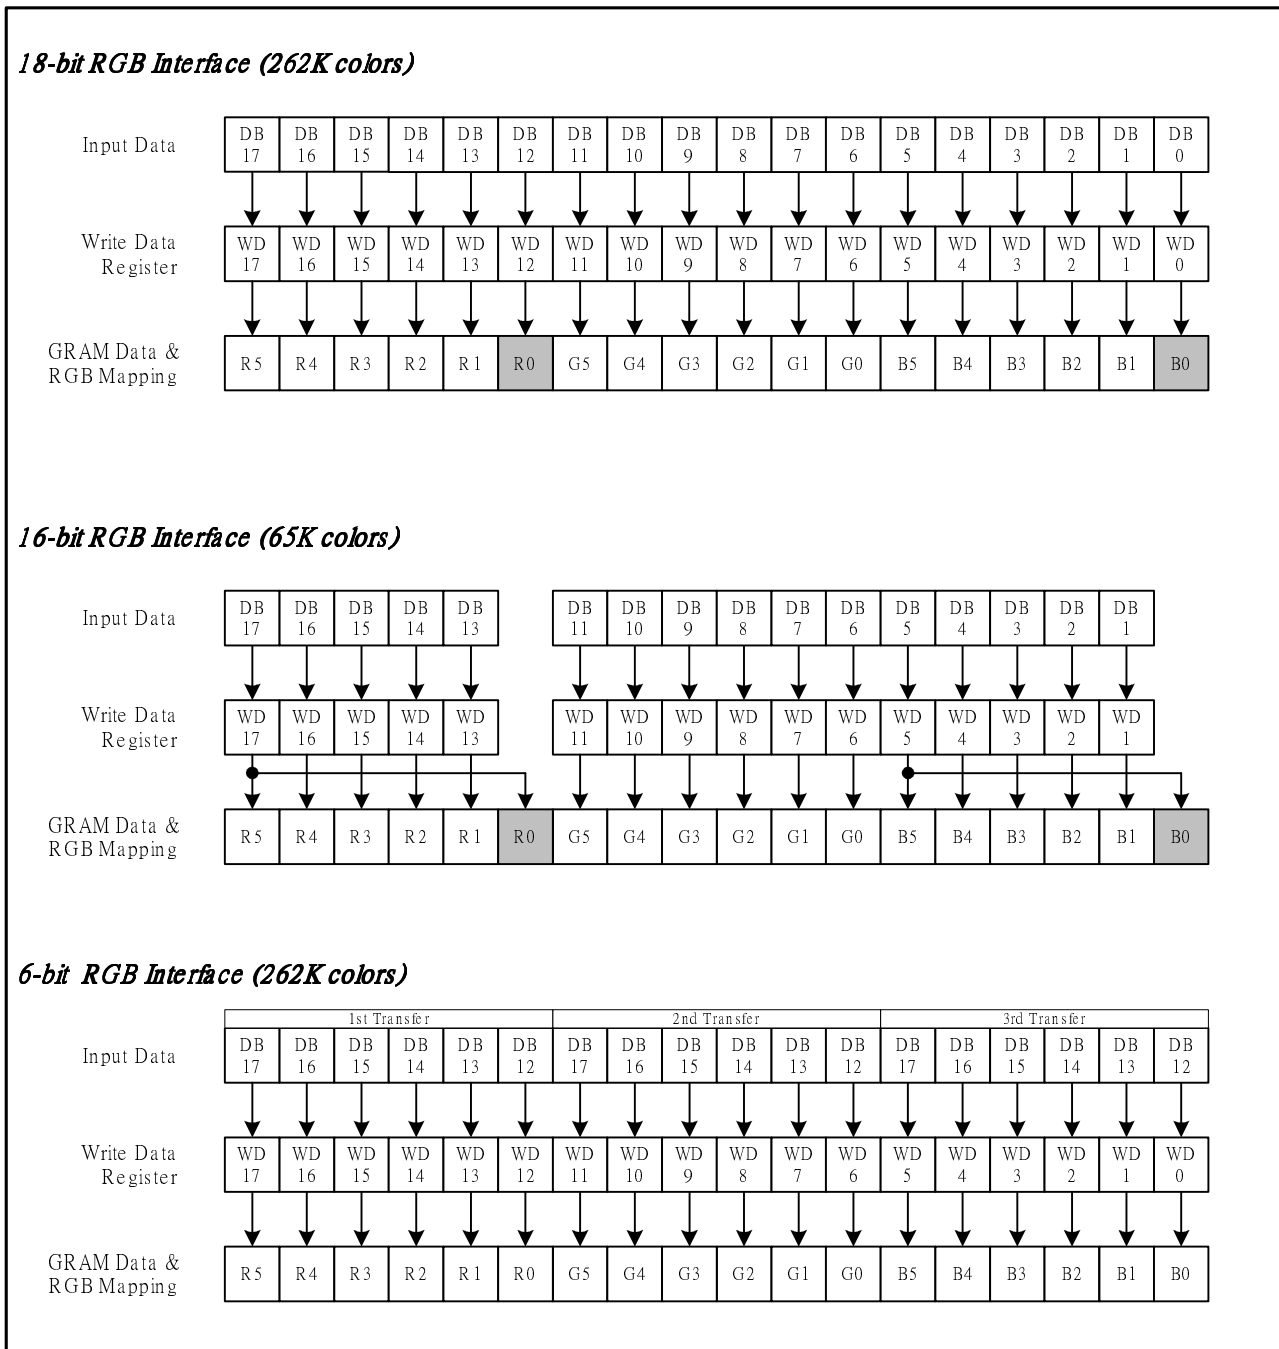 18-bit RGB Interface (262K colors)
Input Data
DB 17 DB 16 DB 15 DB 14 DB 13 DB 12 DB 11 DB 10 DB 9 DB 8 DB 7 DB 6 DB 5 DB 4 DB 3 DB 2 DB 1 DB 0
Write Data
Register
WD 17 WD 16 WD 15 WD 14 WD 13 WD 12 WD 11 WD 10 WD 9 WD 8 WD 7 WD 6 WD 5 WD 4 WD 3 WD 2 WD 1 WD 0
GRAM Data &
RGB Mapping
R5 R4 R3 R2 R1 R0 G5 G4 G3 G2 G1 G0 B5 B4 B3 B2 B1 B0
16-bit RGB Interface (65K colors)
Input Data
DB 17 DB 16 DB 15 DB 14 DB 13 DB 11 DB 10 DB 9 DB 8 DB 7 DB 6 DB 5 DB 4 DB 3 DB 2 DB 1
Write Data
Register
WD 17 WD 16 WD 15 WD 14 WD 13 WD 11 WD 10 WD 9 WD 8 WD 7 WD 6 WD 5 WD 4 WD 3 WD 2 WD 1
GRAM Data &
RGB Mapping
R5 R4 R3 R2 R1 R0 G5 G4 G3 G2 G1 G0 B5 B4 B3 B2 B1 B0
6-bit RGB Interface (262K colors)
1st Transfer 2nd Transfer 3rd Transfer
Input Data
DB 17 DB 16 DB 15 DB 14 DB 13 DB 12 DB 17 DB 16 DB 15 DB 14 DB 13 DB 12 DB 17 DB 16 DB 15 DB 14 DB 13 DB 12
Write Data
Register
WD 17 WD 16 WD 15 WD 14 WD 13 WD 12 WD 11 WD 10 WD 9 WD 8 WD 7 WD 6 WD 5 WD 4 WD 3 WD 2 WD 1 WD 0
GRAM Data &
RGB Mapping
R5 R4 R3 R2 R1 R0 G5 G4 G3 G2 G1 G0 B5 B4 B3 B2 B1 B0